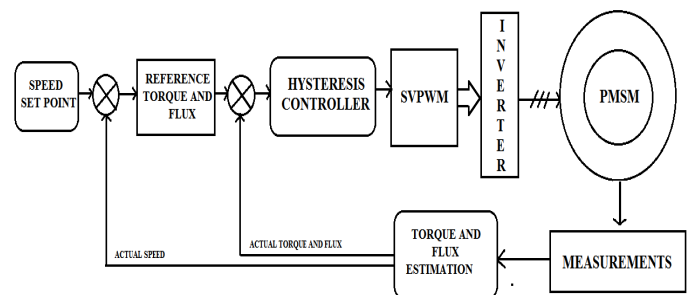 SPEED
SET POINT
REFERENCE
TORQUE AND
FLUX
HYSTERESIS
CONTROLLER
SVPWM
I
N
V
E
R
T
E
R
PMSM
ACTUAL SPEED
ACTUAL TORQUE AND FLUX
TORQUE AND
FLUX
ESTIMATION
MEASUREMENTS